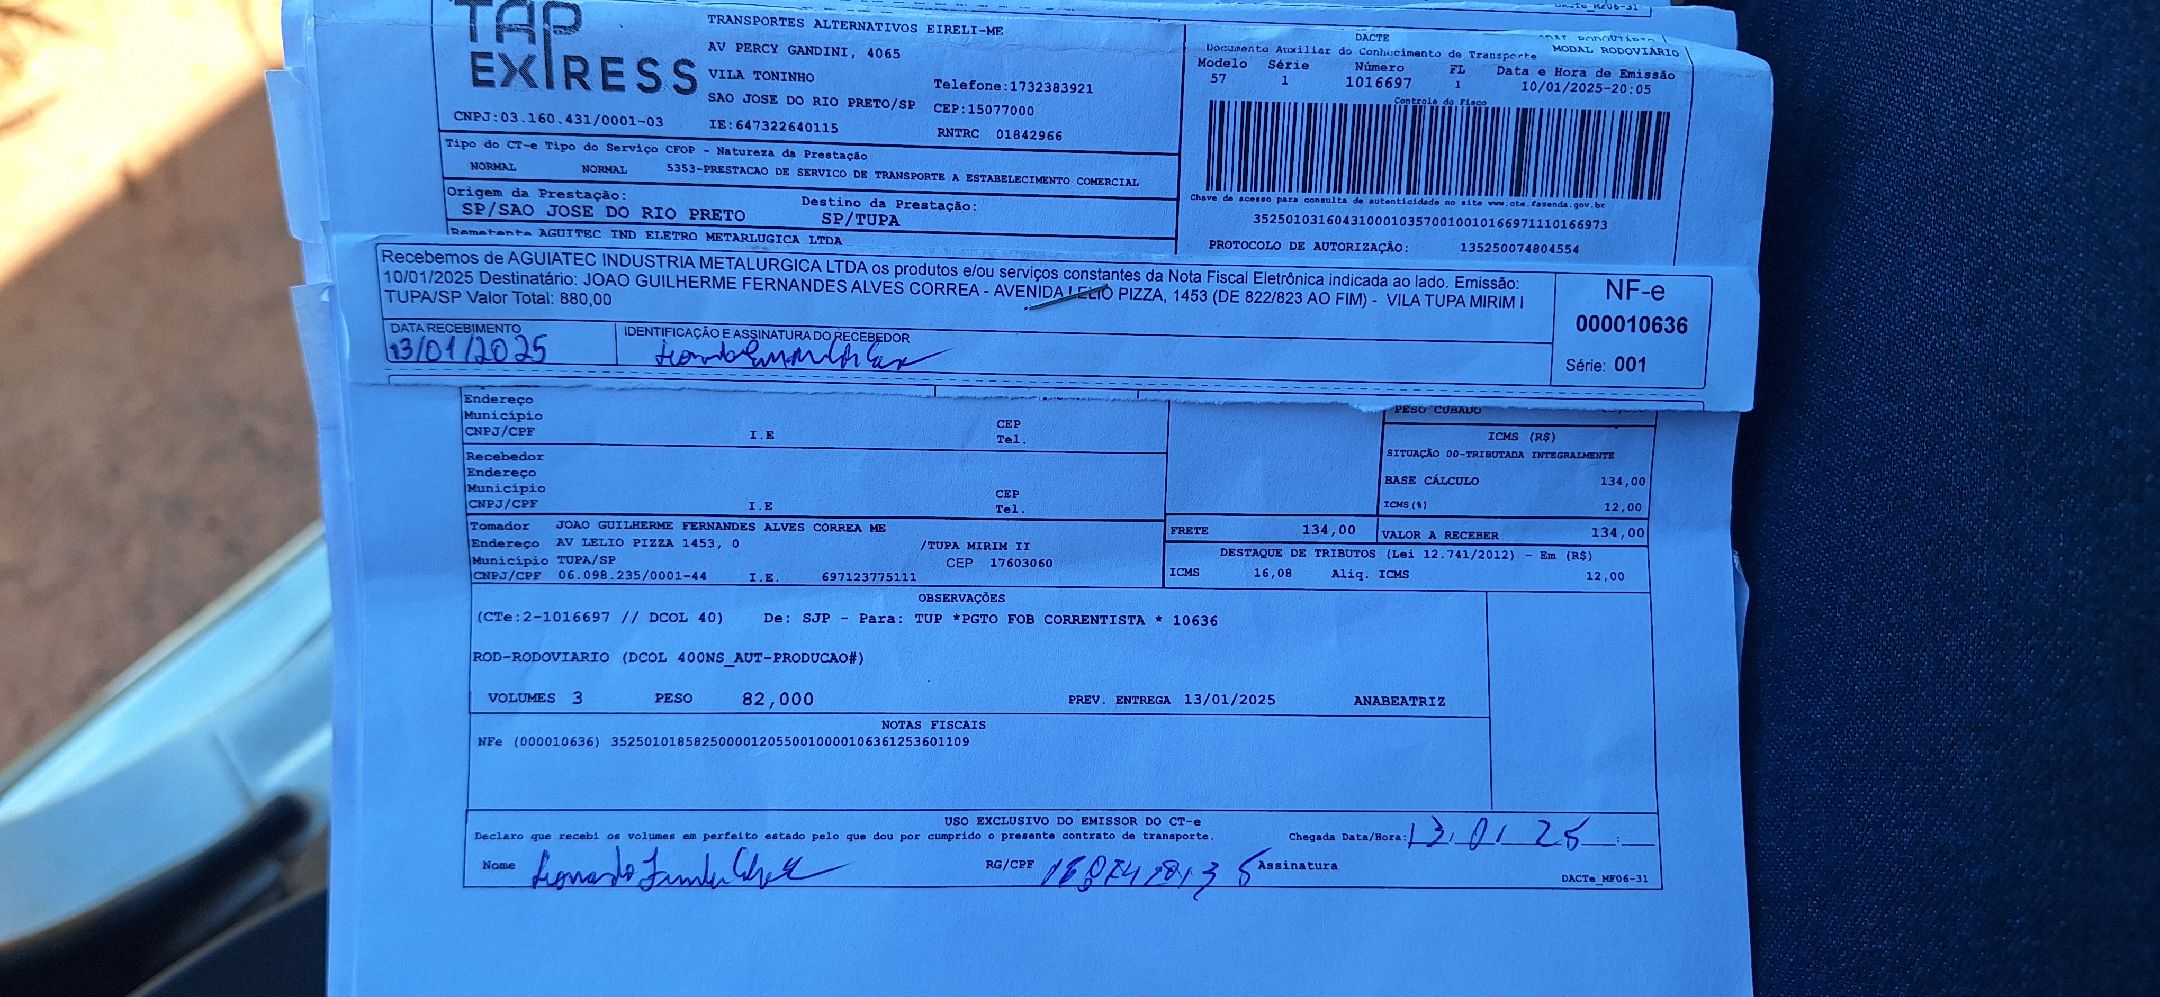 DACTe_MF06-31
TAP
EXPRESS
TRANSPORTES ALTERNATIVOS EIRELI-ME
AV PERCY GANDINI, 4065
VILA TONINHO
Telefone:1732383921
SAO JOSE DO RIO PRETO/SP CEP:15077000
CNPJ:03.160.431/0001-03 IE:647322640115 RNTRC 01842966
DACTE
Documento Auxiliar do Conhecimento de Transporte MODAL RODOVIÁRIO
Modelo Série Número FL Data e Hora de Emissão
57 1 1016697 1 10/01/2025-20:05
Controle do Fisco
Chave de acesso para consulta de autenticidade no site www.cte.fazenda.gov.br
35250103160431000103570010010166971110166973
PROTOCOLO DE AUTORIZAÇÃO: 135250074804554
Tipo do CT-e Tipo do Serviço CFOP - Natureza da Prestação
NORMAL NORMAL 5353-PRESTACAO DE SERVICO DE TRANSPORTE A ESTABELECIMENTO COMERCIAL
Origem da Prestação: Destino da Prestação:
SP/SAO JOSE DO RIO PRETO SP/TUPA
Remetente AGUITEC IND ELETRO METARLUGICA LTDA
Recebemos de AGUIATEC INDUSTRIA METALURGICA LTDA os produtos e/ou serviços constantes da Nota Fiscal Eletrônica indicada ao lado. Emissão:
10/01/2025 Destinatário: JOAO GUILHERME FERNANDES ALVES CORREA - AVENIDA LELIO PIZZA, 1453 (DE 822/823 AO FIM) - VILA TUPA MIRIM I
TUPA/SP Valor Total: 880,00
NF-e
000010636
Série: 001
DATA RECEBIMENTO IDENTIFICAÇÃO E ASSINATURA DO RECEBEDOR
13/01/2025
Endereço
Município CEP
CNPJ/CPF I.E Tel.
Recebedor
Endereço
Município CEP
CNPJ/CPF I.E Tel.
PESO CUBADO
ICMS (R$)
SITUAÇÃO 00-TRIBUTADA INTEGRALMENTE
BASE CÁLCULO 134,00
ICMS(%) 12,00
Tomador JOAO GUILHERME FERNANDES ALVES CORREA ME
Endereço AV LELIO PIZZA 1453, 0 /TUPA MIRIM II
Município TUPA/SP CEP 17603060
CNPJ/CPF 06.098.235/0001-44 I.E. 697123775111
FRETE 134,00 VALOR A RECEBER 134,00
DESTAQUE DE TRIBUTOS (Lei 12.741/2012) - Em (R$)
ICMS 16,08 Aliq. ICMS 12,00
OBSERVAÇÕES
(CTe:2-1016697 // DCOL 40) De: SJP - Para: TUP *PGTO FOB CORRENTISTA * 10636
ROD-RODOVIARIO (DCOL 400NS_AUT-PRODUCAO#)
VOLUMES 3 PESO 82,000 PREV. ENTREGA 13/01/2025 ANABEATRIZ
NOTAS FISCAIS
NFe (000010636) 35250101858250000120550010000106361253601109
USO EXCLUSIVO DO EMISSOR DO CT-e
Declaro que recebi os volumes em perfeito estado pelo que dou por cumprido o presente contrato de transporte. Chegada Data/Hora: 13 01 25
Nome Leonardo RG/CPF Assinatura
DACTe_MF06-31